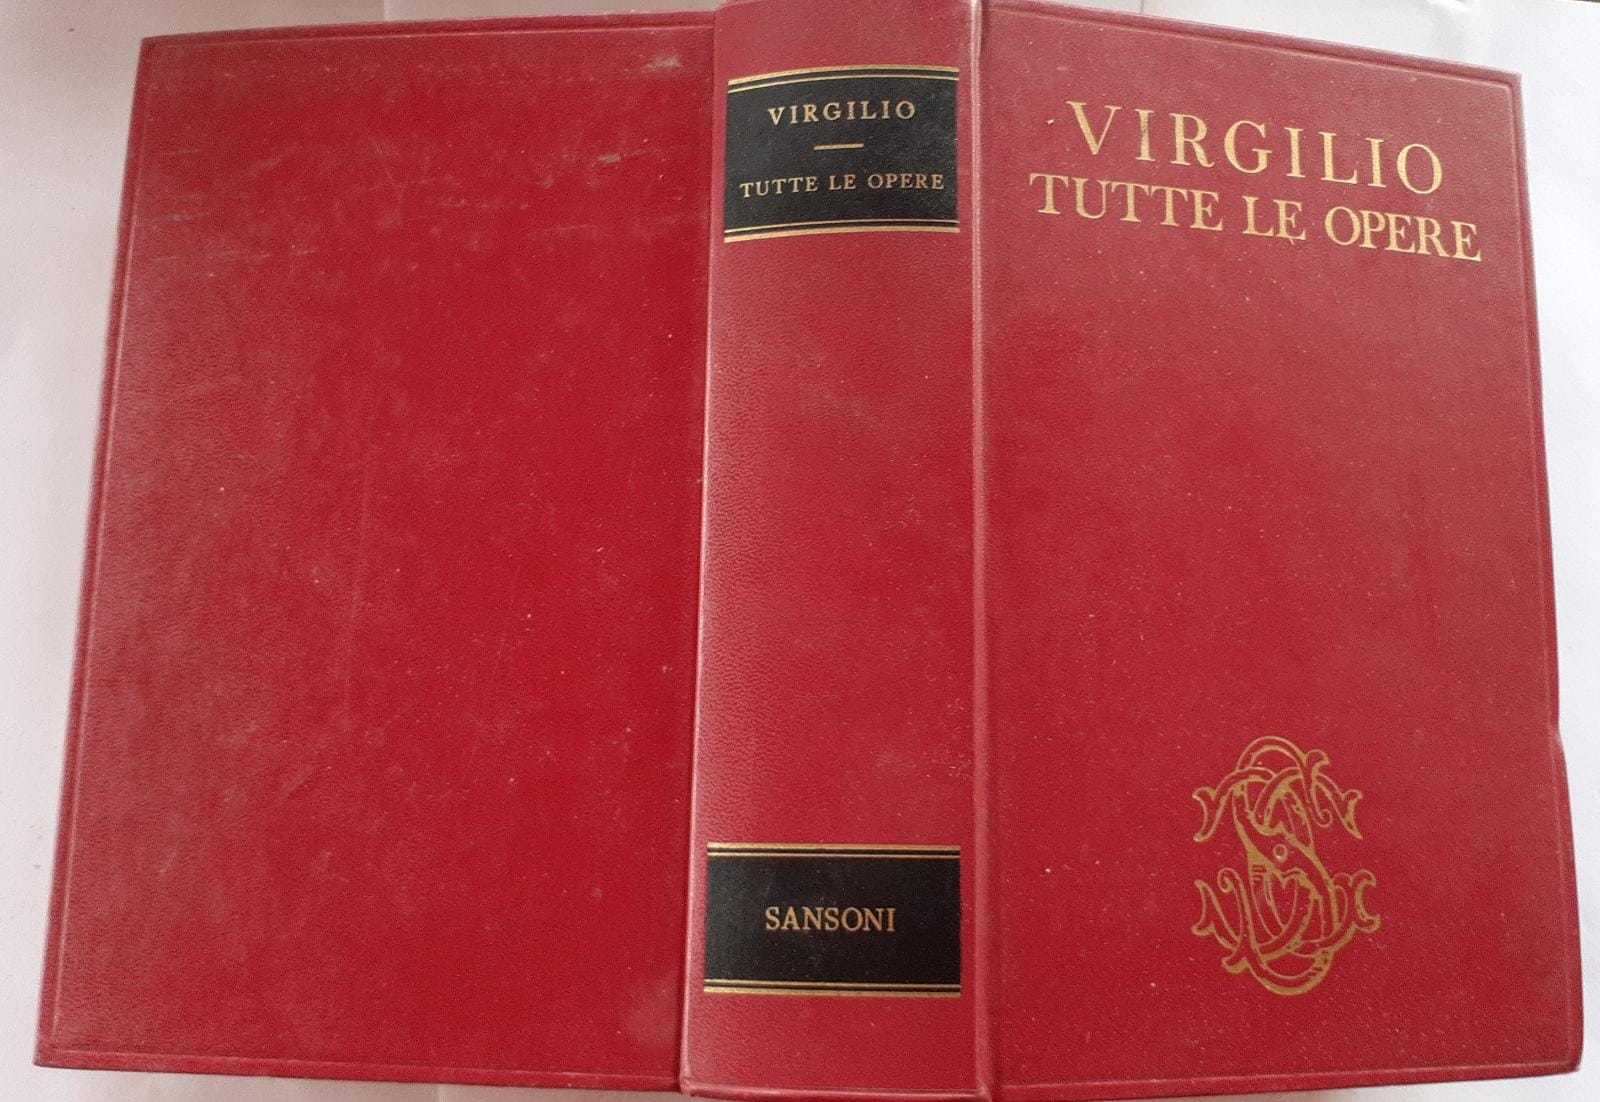 VIRGILIO
TUTTE LE OPERE
SANSONI
VIRGILIO
TUTTE LE OPERE